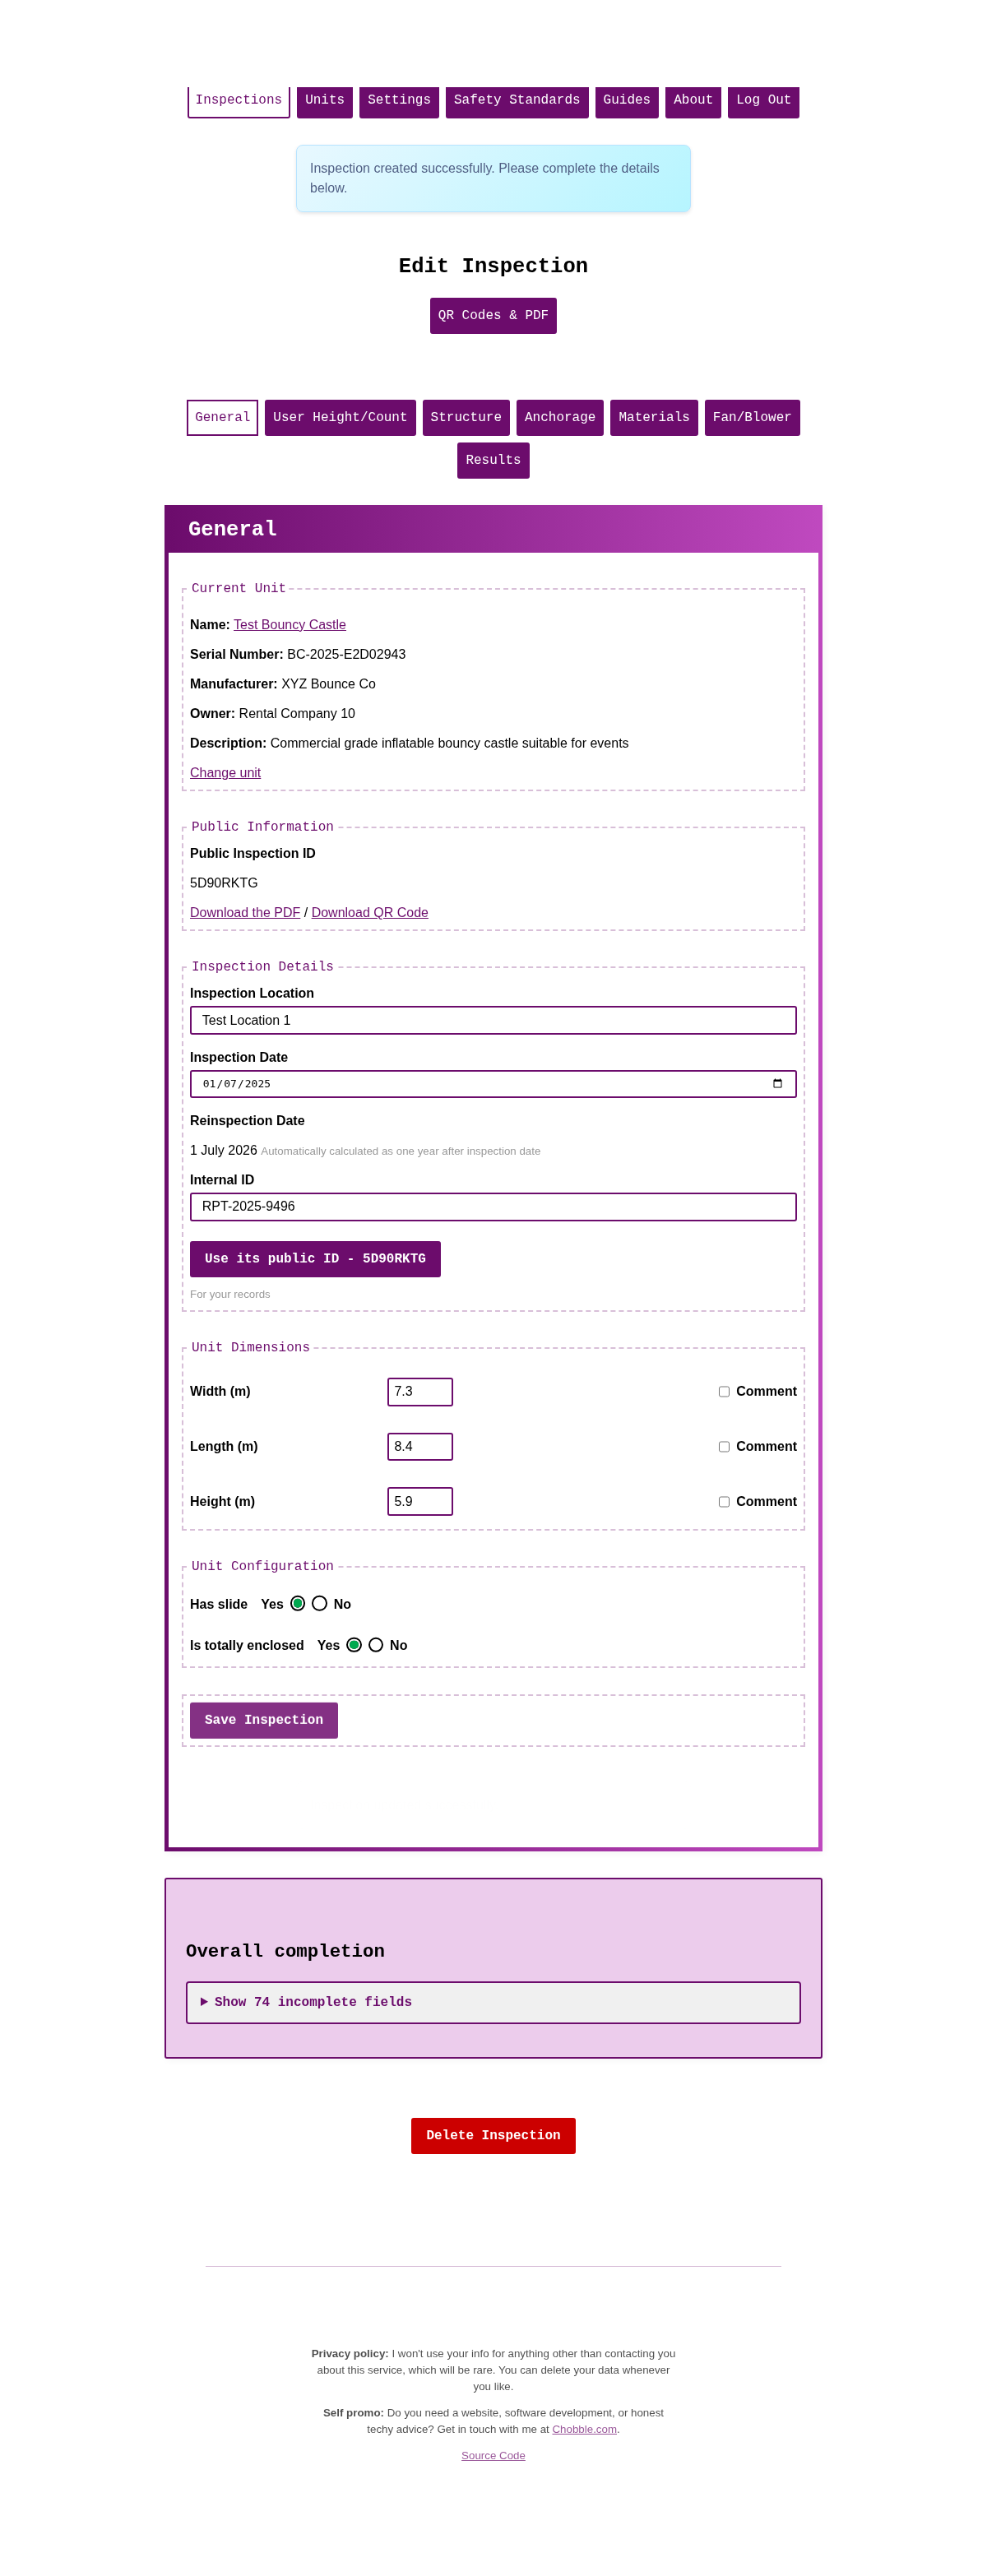 Inspections Units Settings Safety Standards Guides About Log Out
Inspection created successfully. Please complete the details
below.
Edit Inspection
QR Codes & PDF
General User Height/Count Structure Anchorage Materials Fan/Blower
Results
General
Current Unit
Name: Test Bouncy Castle
Serial Number: BC-2025-E2D02943
Manufacturer: XYZ Bounce Co
Owner: Rental Company 10
Description: Commercial grade inflatable bouncy castle suitable for events
Change unit
Public Information
Public Inspection ID
5D90RKTG
Download the PDF / Download QR Code
Inspection Details
Inspection Location
Test Location 1
Inspection Date
01/07/2025
Reinspection Date
1 July 2026 Automatically calculated as one year after inspection date
Internal ID
RPT-2025-9496
Use its public ID - 5D90RKTG
For your records
Unit Dimensions
Width (m) 7.3 Comment
Length (m) 8.4 Comment
Height (m) 5.9 Comment
Unit Configuration
Has slide Yes No
Is totally enclosed Yes No
Save Inspection
Overall completion
Show 74 incomplete fields
Delete Inspection
Privacy policy: I won't use your info for anything other than contacting you
about this service, which will be rare. You can delete your data whenever
you like.
Self promo: Do you need a website, software development, or honest
techy advice? Get in touch with me at Chobble.com.
Source Code